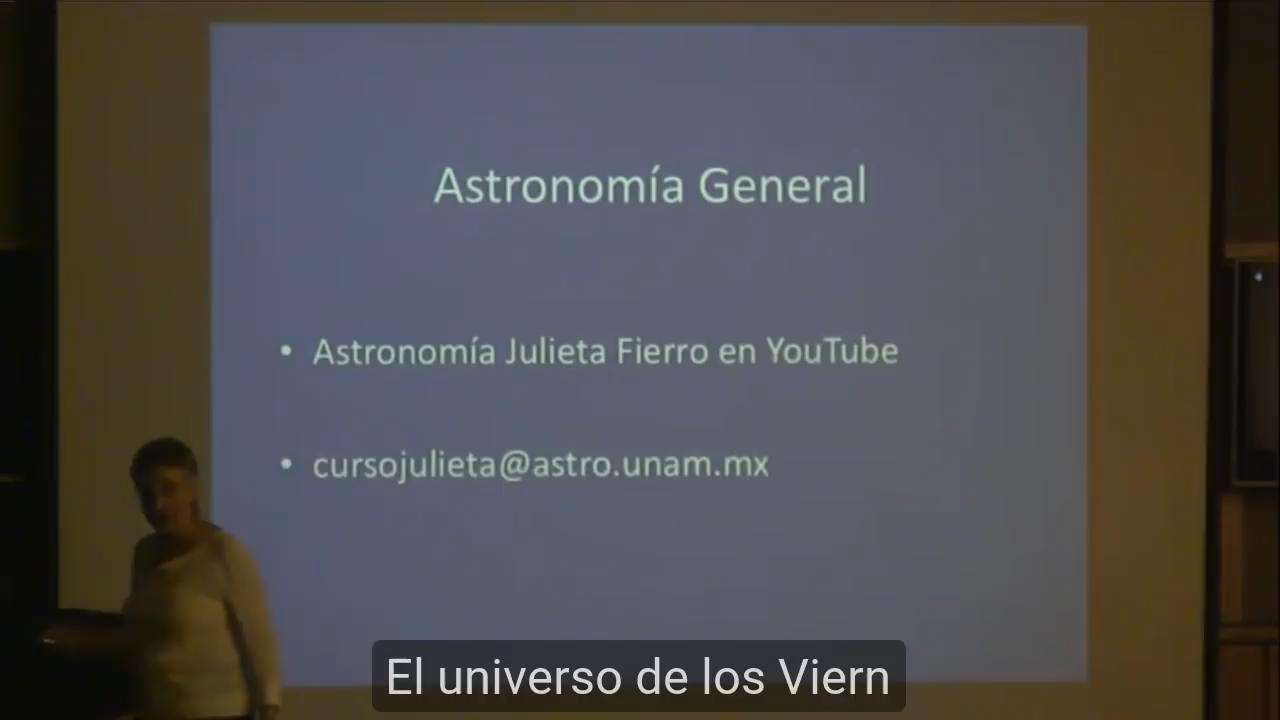 Astronomía General
• Astronomía Julieta Fierro en YouTube
• cursojulieta@astro.unam.mx
El universo de los Viern